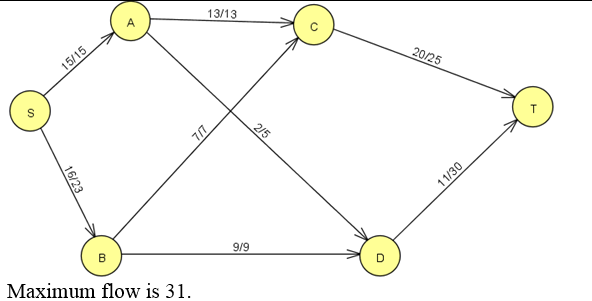 13/13
A
C
15/15
20/25
S
T
7/7
2/5
16/23
11/30
9/9
B
D
Maximum flow is 31.